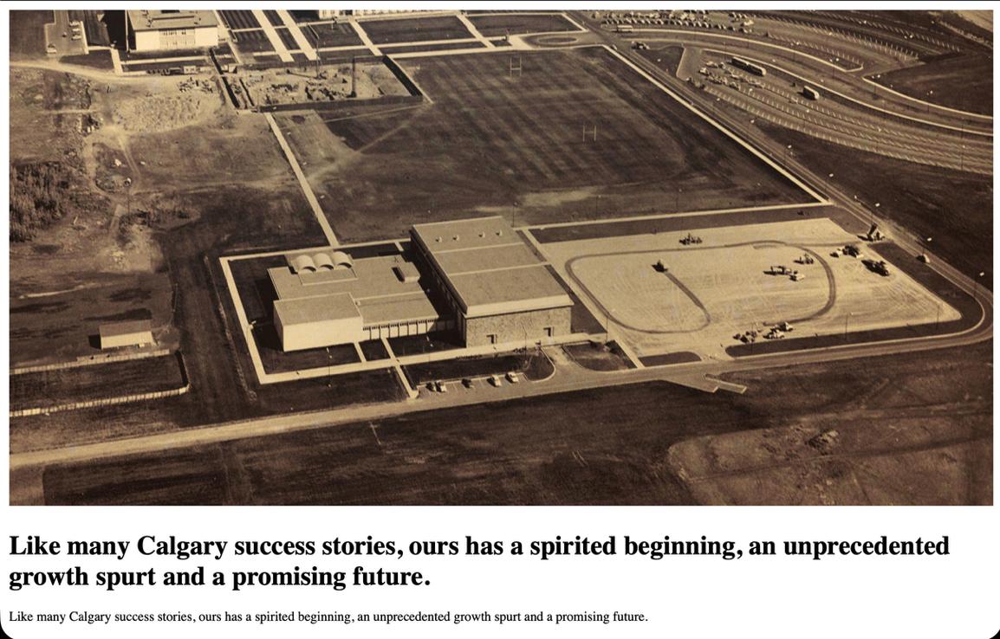 Like many Calgary success stories, ours has a spirited beginning, an unprecedented
growth spurt and a promising future.
Like many Calgary success stories, ours has a spirited beginning, an unprecedented growth spurt and a promising future.